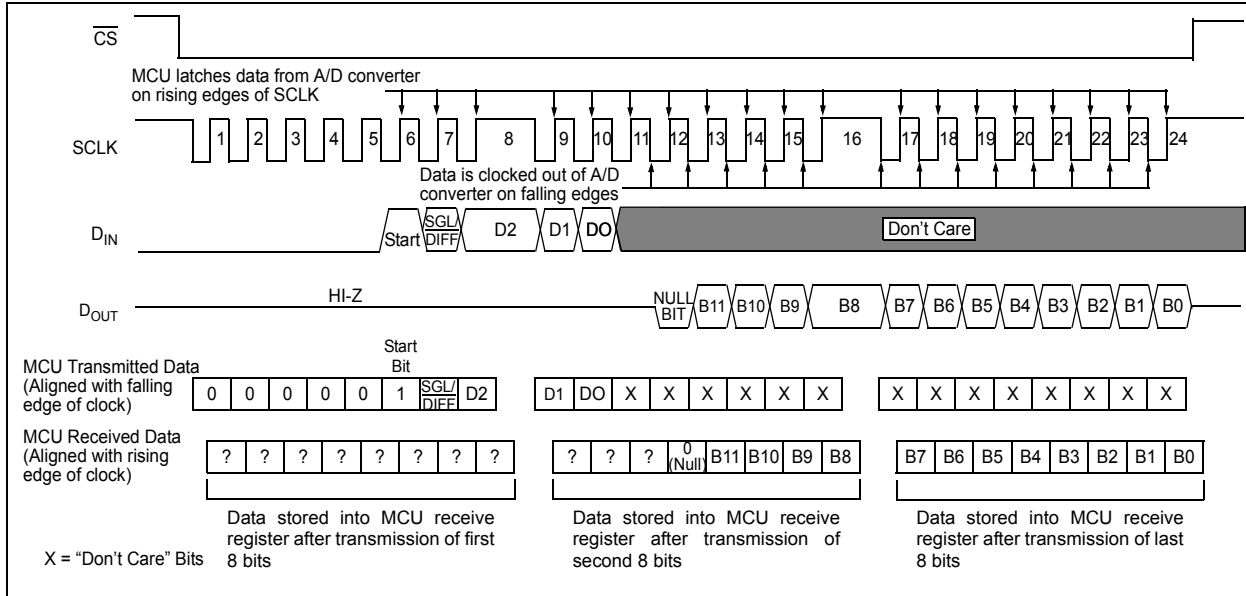 CS
MCU latches data from A/D converter
on rising edges of SCLK
SCLK
1 2 3 4 5 6 7 8 9 10 11 12 13 14 15 16 17 18 19 20 21 22 23 24
Data is clocked out of A/D
converter on falling edges
DIN
Start SGL/DIFF D2 D1 DO Don't Care
HI-Z
DOUT
NULL BIT B11 B10 B9 B8 B7 B6 B5 B4 B3 B2 B1 B0
Start
Bit
MCU Transmitted Data
(Aligned with falling
edge of clock)
0 0 0 0 0 1 SGL/DIFF D2 D1 DO X X X X X X X X X X X X X X
MCU Received Data
(Aligned with rising
edge of clock)
? ? ? ? ? ? ? ? ? ? ? 0 (Null) B11 B10 B9 B8 B7 B6 B5 B4 B3 B2 B1 B0
Data stored into MCU receive
register after transmission of first
8 bits
Data stored into MCU receive
register after transmission of
second 8 bits
Data stored into MCU receive
register after transmission of last
8 bits
X = “Don't Care” Bits